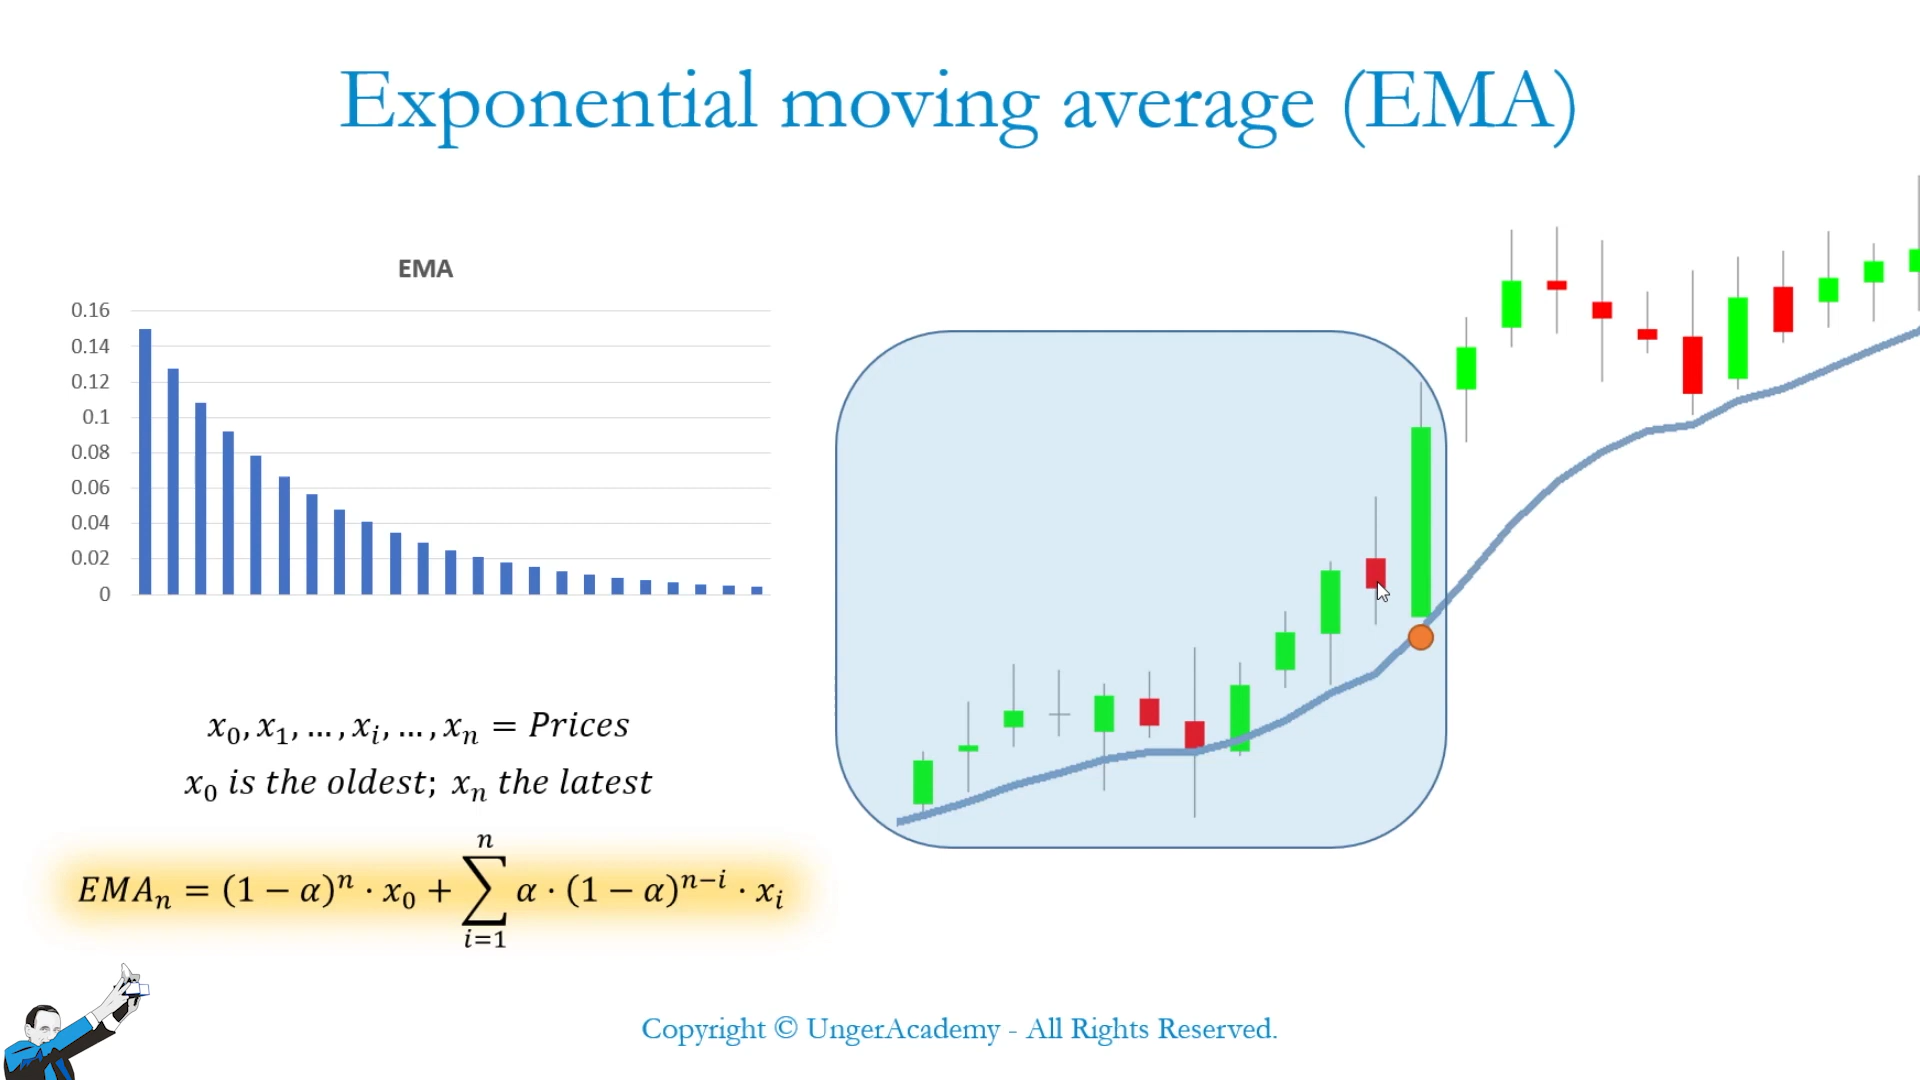 Exponential moving average (EMA)
EMA
0.16
0.14
0.12
0.1
0.08
0.06
0.04
0.02
0
x₀, x₁, …, xᵢ, …, xₙ = Prices
x₀ is the oldest; xₙ the latest
EMAₙ = (1 − α)ⁿ · x₀ + ∑ⁿᵢ₌₁ α · (1 − α)ⁿ⁻ⁱ · xᵢ
Copyright © UngerAcademy - All Rights Reserved.